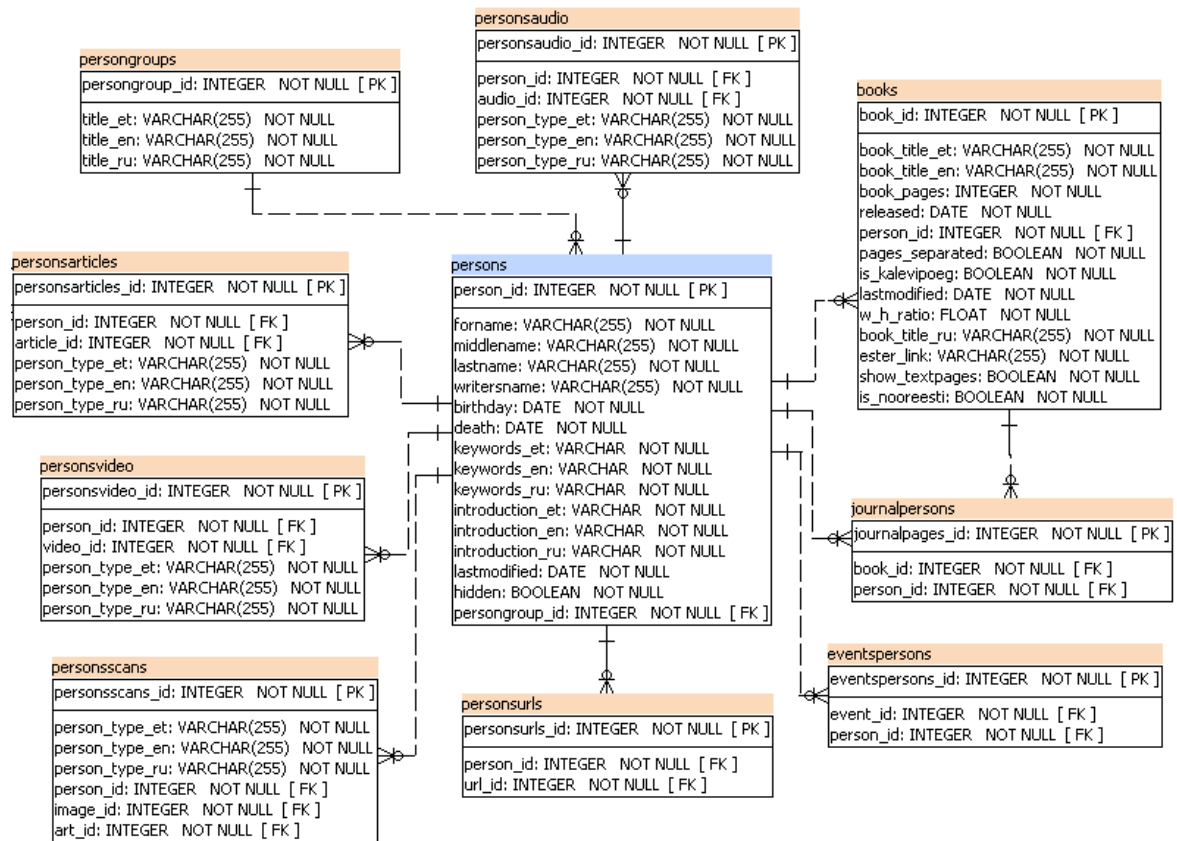 persongroups
persongroup_id: INTEGER NOT NULL [ PK ]
title_et: VARCHAR(255) NOT NULL
title_en: VARCHAR(255) NOT NULL
title_ru: VARCHAR(255) NOT NULL
personsaudio
personsaudio_id: INTEGER NOT NULL [ PK ]
person_id: INTEGER NOT NULL [ FK ]
audio_id: INTEGER NOT NULL [ FK ]
person_type_et: VARCHAR(255) NOT NULL
person_type_en: VARCHAR(255) NOT NULL
person_type_ru: VARCHAR(255) NOT NULL
books
book_id: INTEGER NOT NULL [ PK ]
book_title_et: VARCHAR(255) NOT NULL
book_title_en: VARCHAR(255) NOT NULL
book_pages: INTEGER NOT NULL
released: DATE NOT NULL
person_id: INTEGER NOT NULL [ FK ]
pages_separated: BOOLEAN NOT NULL
is_kalevipoeg: BOOLEAN NOT NULL
lastmodified: DATE NOT NULL
w_h_ratio: FLOAT NOT NULL
book_title_ru: VARCHAR(255) NOT NULL
ester_link: VARCHAR(255) NOT NULL
show_textpages: BOOLEAN NOT NULL
is_nooreesti: BOOLEAN NOT NULL
personsarticles
personsarticles_id: INTEGER NOT NULL [ PK ]
person_id: INTEGER NOT NULL [ FK ]
article_id: INTEGER NOT NULL [ FK ]
person_type_et: VARCHAR(255) NOT NULL
person_type_en: VARCHAR(255) NOT NULL
person_type_ru: VARCHAR(255) NOT NULL
persons
person_id: INTEGER NOT NULL [ PK ]
forname: VARCHAR(255) NOT NULL
middlename: VARCHAR(255) NOT NULL
lastname: VARCHAR(255) NOT NULL
writersname: VARCHAR(255) NOT NULL
birthday: DATE NOT NULL
death: DATE NOT NULL
keywords_et: VARCHAR NOT NULL
keywords_en: VARCHAR NOT NULL
keywords_ru: VARCHAR NOT NULL
introduction_et: VARCHAR NOT NULL
introduction_en: VARCHAR NOT NULL
introduction_ru: VARCHAR NOT NULL
lastmodified: DATE NOT NULL
hidden: BOOLEAN NOT NULL
persongroup_id: INTEGER NOT NULL [ FK ]
personsvideo
personsvideo_id: INTEGER NOT NULL [ PK ]
person_id: INTEGER NOT NULL [ FK ]
video_id: INTEGER NOT NULL [ FK ]
person_type_et: VARCHAR(255) NOT NULL
person_type_en: VARCHAR(255) NOT NULL
person_type_ru: VARCHAR(255) NOT NULL
journalpersons
journalpages_id: INTEGER NOT NULL [ PK ]
book_id: INTEGER NOT NULL [ FK ]
person_id: INTEGER NOT NULL [ FK ]
personsscans
personsscans_id: INTEGER NOT NULL [ PK ]
person_type_et: VARCHAR(255) NOT NULL
person_type_en: VARCHAR(255) NOT NULL
person_type_ru: VARCHAR(255) NOT NULL
person_id: INTEGER NOT NULL [ FK ]
image_id: INTEGER NOT NULL [ FK ]
art_id: INTEGER NOT NULL [ FK ]
personsurls
personsurls_id: INTEGER NOT NULL [ PK ]
person_id: INTEGER NOT NULL [ FK ]
url_id: INTEGER NOT NULL [ FK ]
eventspersons
eventspersons_id: INTEGER NOT NULL [ PK ]
event_id: INTEGER NOT NULL [ FK ]
person_id: INTEGER NOT NULL [ FK ]